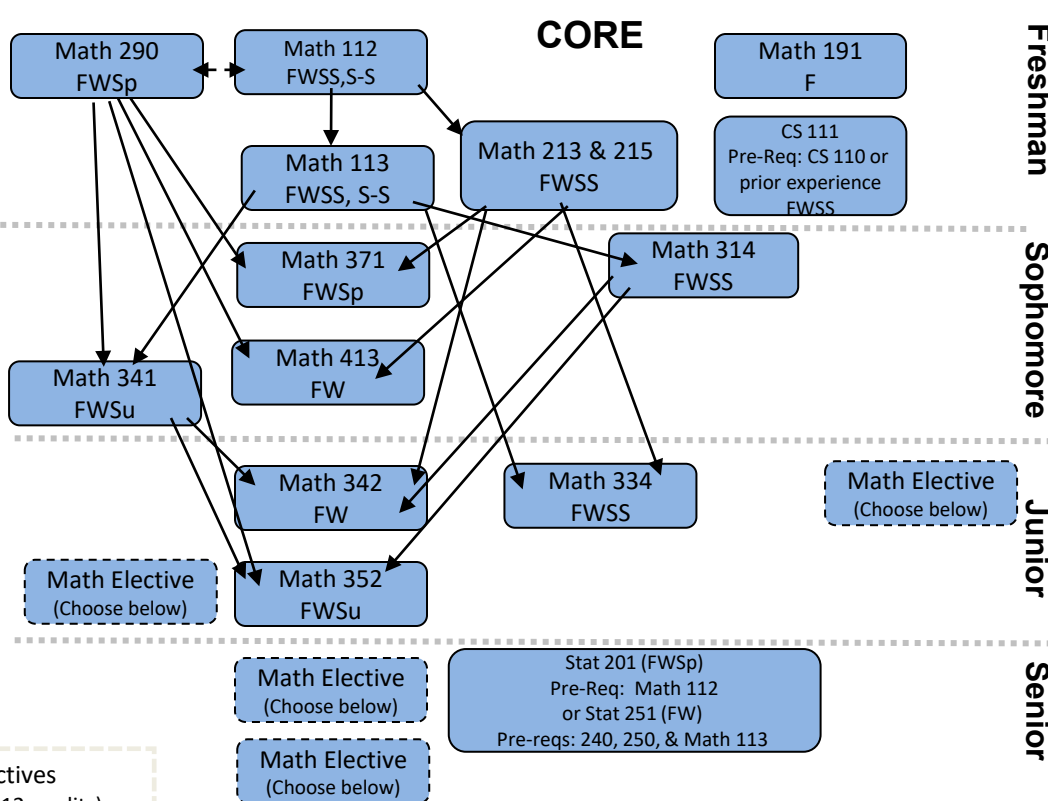 CORE
Freshman
Math 290
FWSp
Math 112
FWSS,S-S
Math 191
F
Math 113
FWSS, S-S
Math 213 & 215
FWSS
CS 111
Pre-Req: CS 110 or
prior experience
FWSS
Sophomore
Math 371
FWSp
Math 314
FWSS
Math 341
FWSu
Math 413
FW
Junior
Math 342
FW
Math 334
FWSS
Math Elective
(Choose below)
Math Elective
(Choose below)
Math 352
FWSu
Senior
Math Elective
(Choose below)
Stat 201 (FWSp)
Pre-Req:  Math 112
or Stat 251 (FW)
Pre-reqs: 240, 250, & Math 113
Math Elective
(Choose below)
ctives